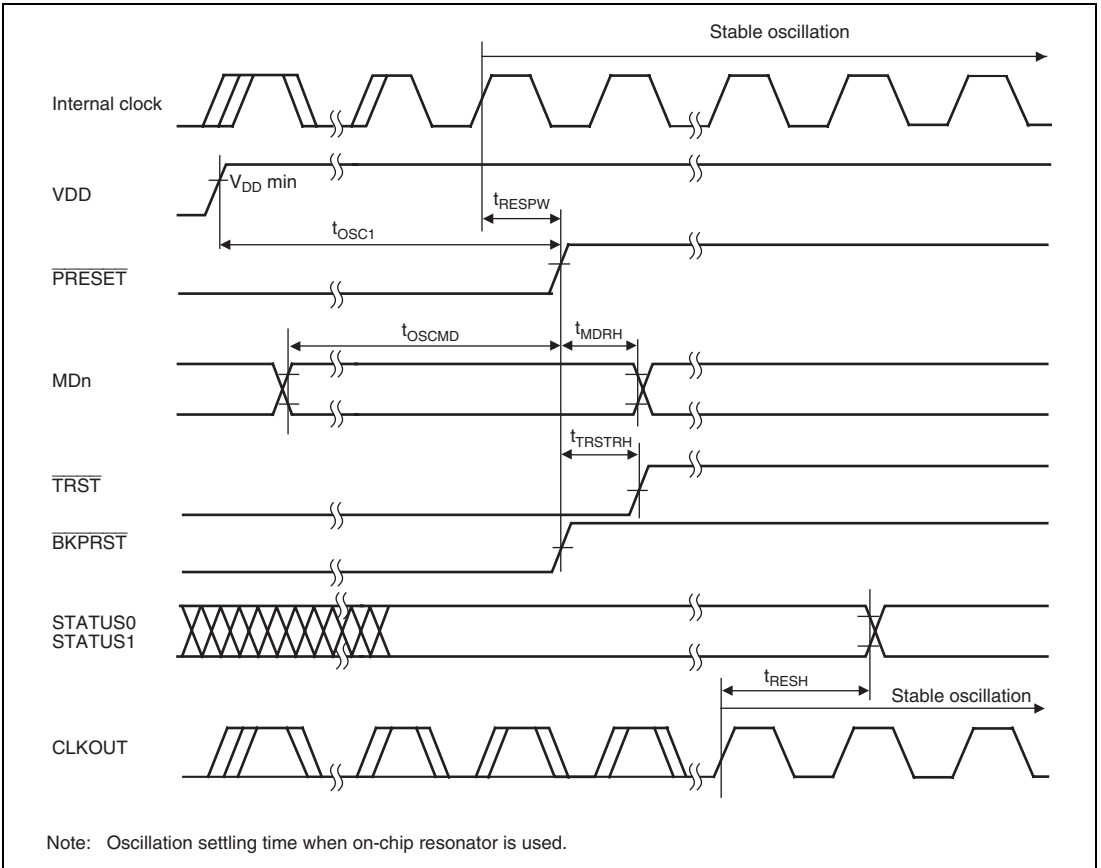 Stable oscillation
Internal clock
VDD
VDD min
tRESPW
tOSC1
PRESET
tOSCMD
tMDRH
MDn
tTRSTRH
TRST
BKPRST
STATUS0
STATUS1
tRESH
Stable oscillation
CLKOUT
Note: Oscillation settling time when on-chip resonator is used.